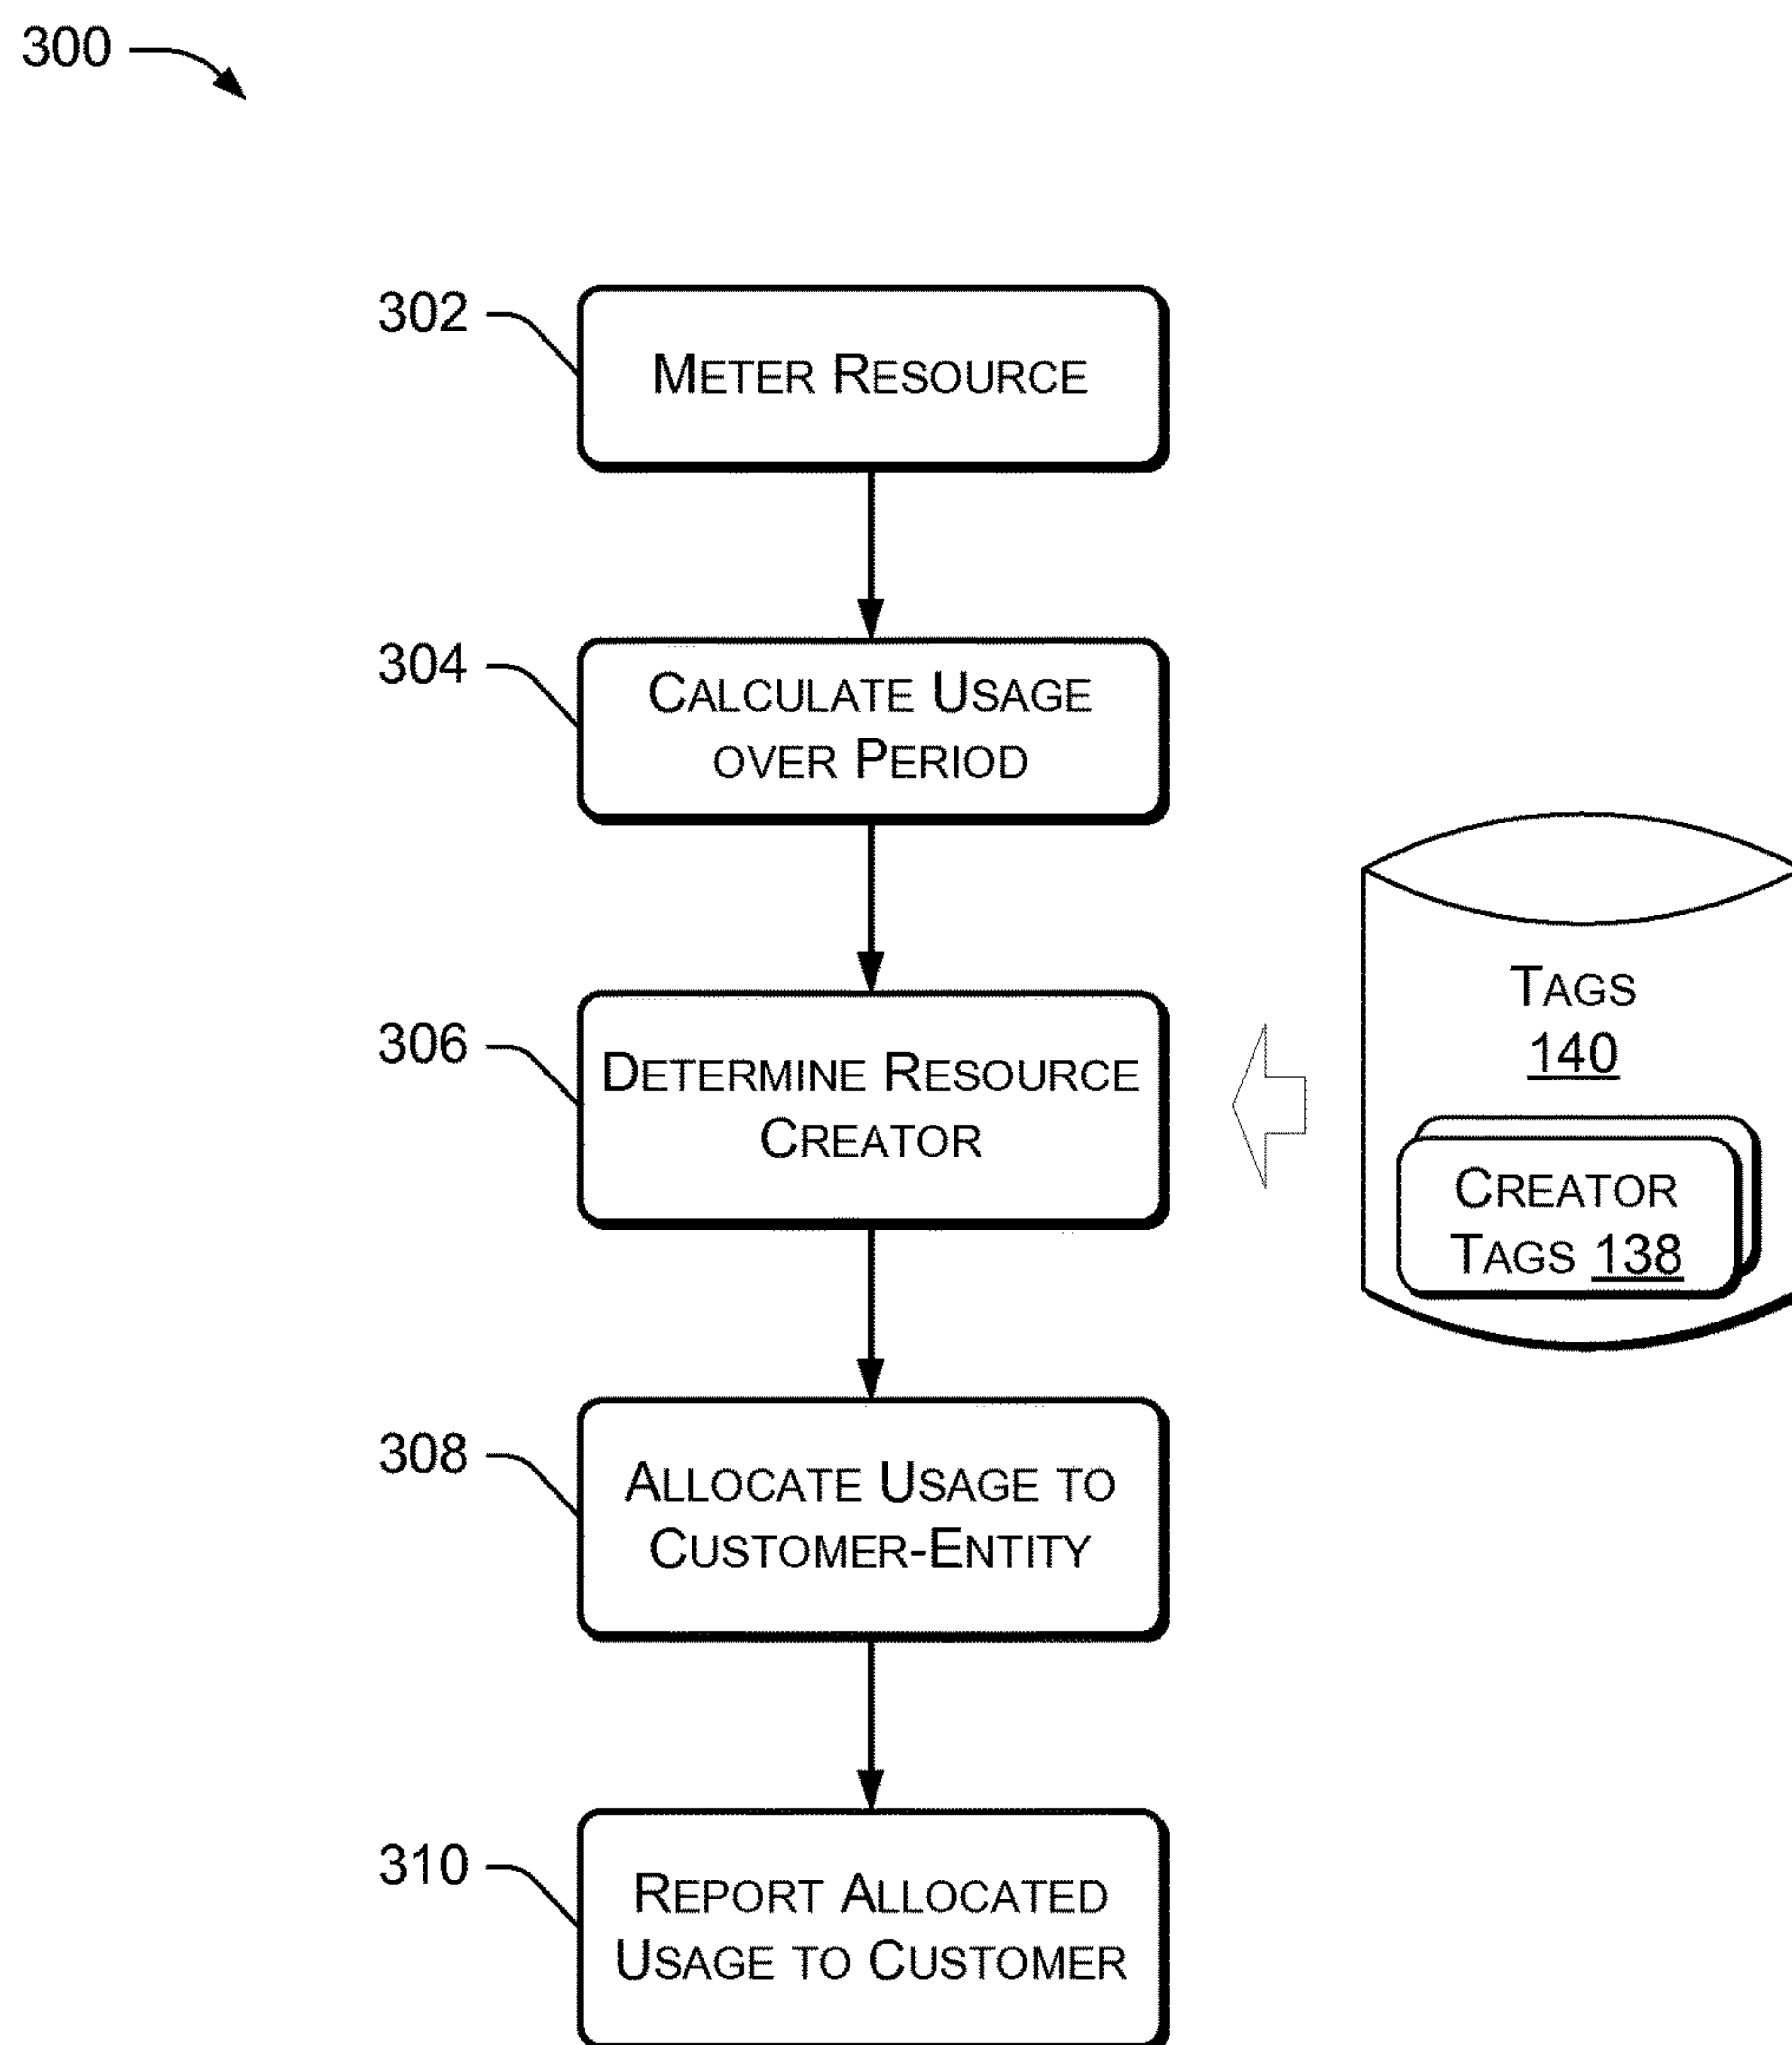 300
302
METER RESOURCE
304
CALCULATE USAGE
OVER PERIOD
306
DETERMINE RESOURCE
CREATOR
TAGS
140
CREATOR
TAGS 138
308
ALLOCATE USAGE TO
CUSTOMER-ENTITY
310
REPORT ALLOCATED
USAGE TO CUSTOMER